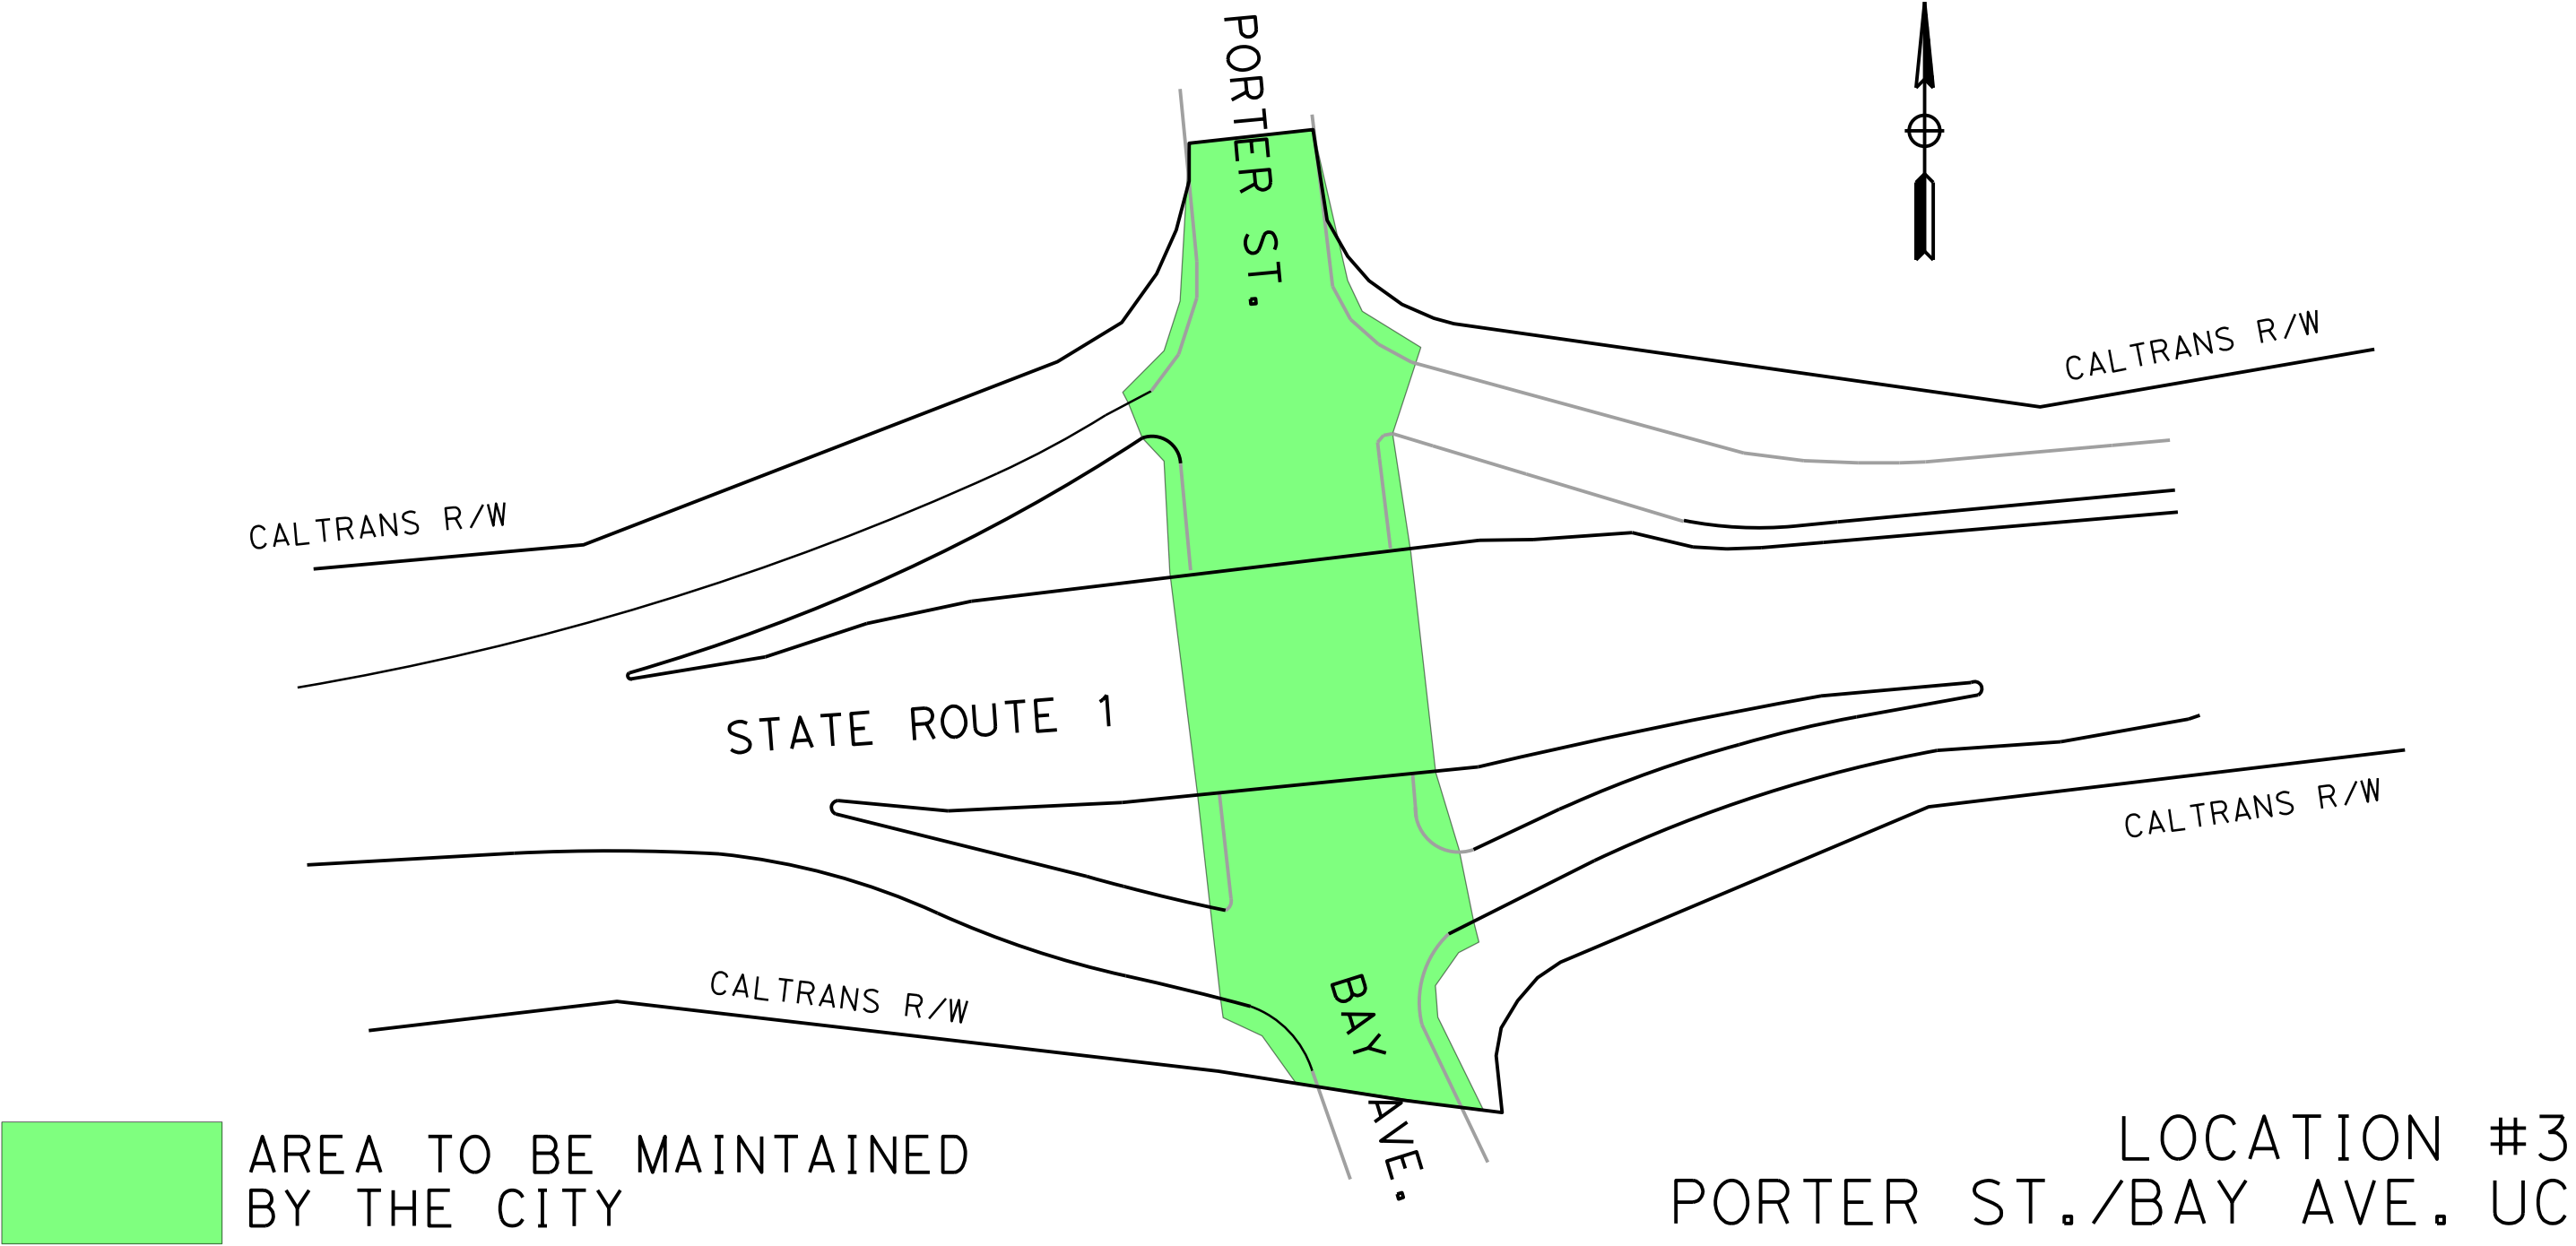 PORTER ST.
CALTRANS R/W
CALTRANS R/W
STATE ROUTE 1
CALTRANS R/W
CALTRANS R/W
BAY AVE.
AREA TO BE MAINTAINED
BY THE CITY
LOCATION #3
PORTER ST./BAY AVE. UC